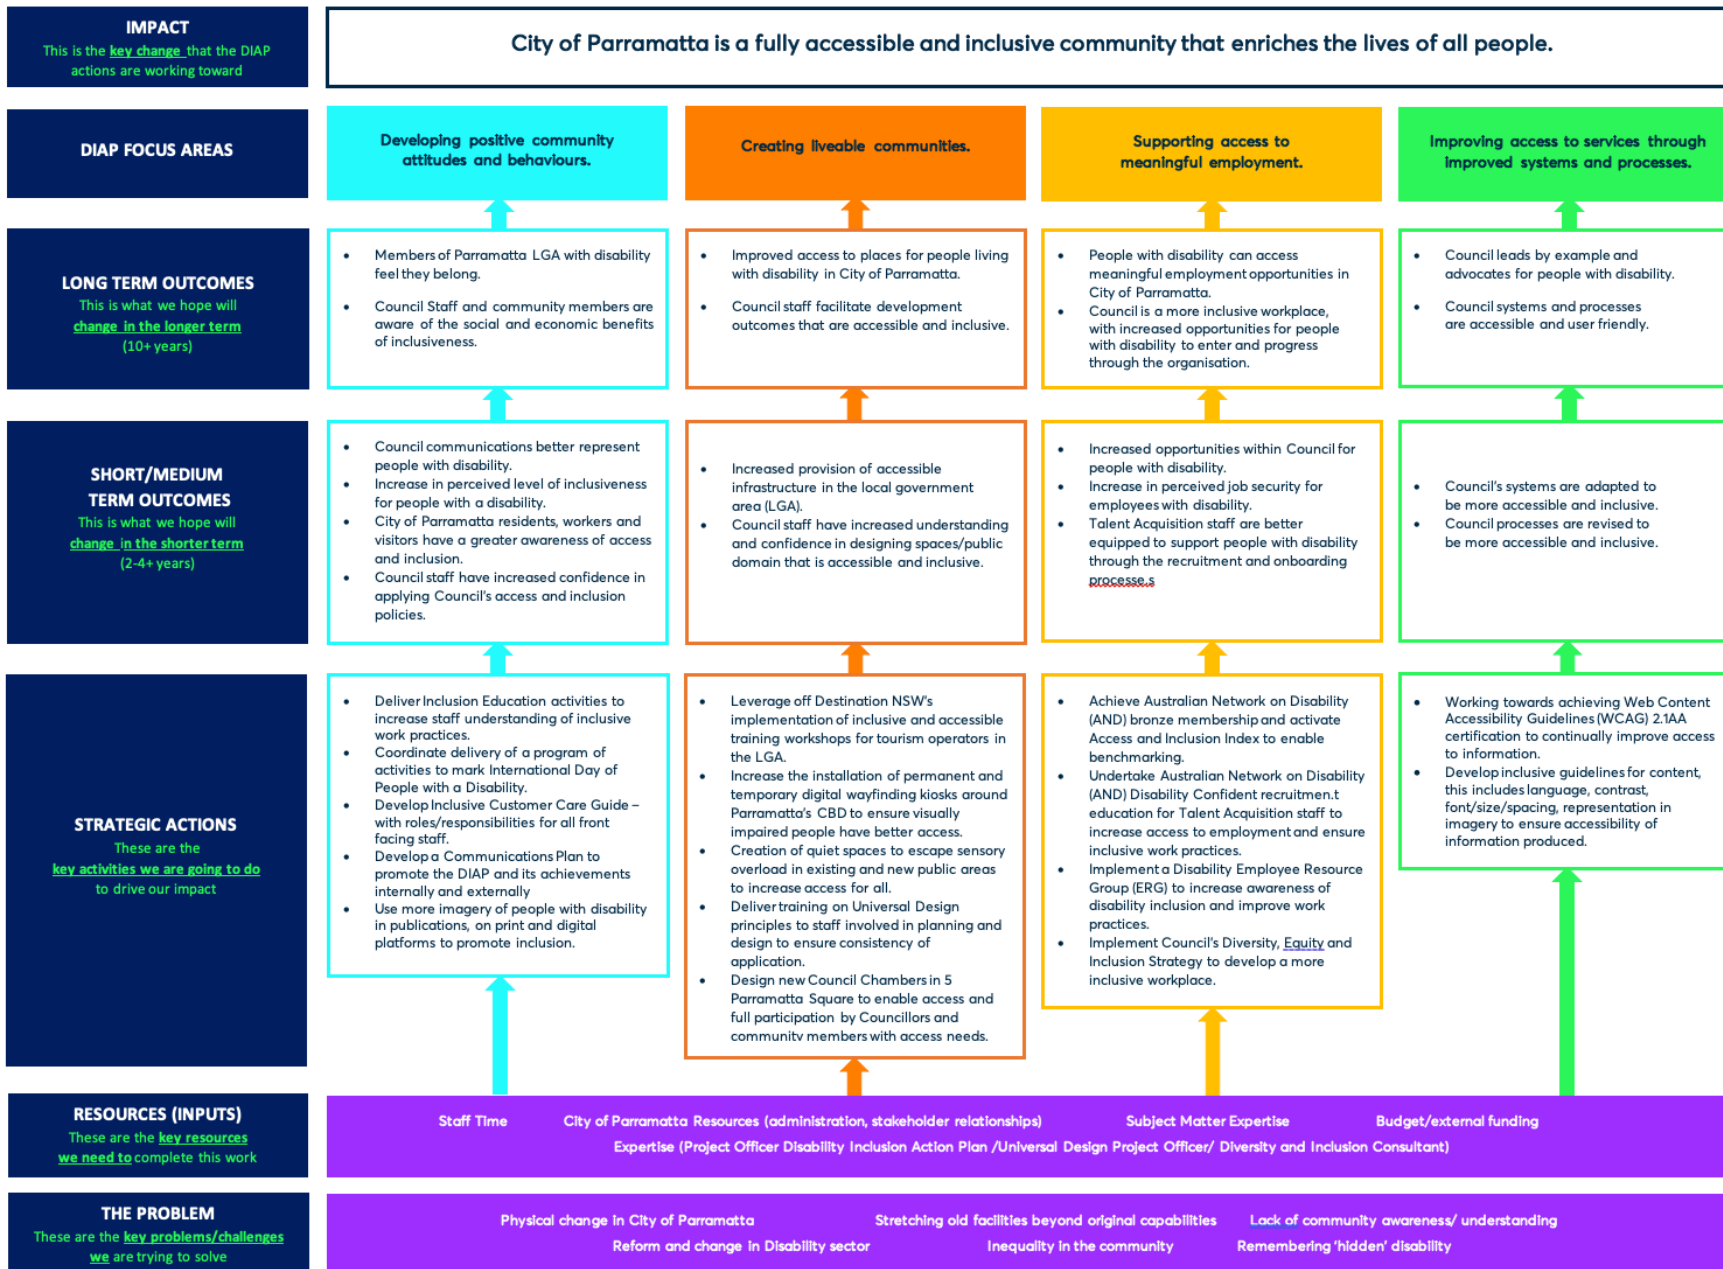 IMPACT
This is the key change that the DIAP
actions are working toward
City of Parramatta is a fully accessible and inclusive community that enriches the lives of all people.
DIAP FOCUS AREAS
Developing positive community
attitudes and behaviours.
Creating liveable communities.
Supporting access to
meaningful employment.
Improving access to services through
improved systems and processes.
LONG TERM OUTCOMES
This is what we hope will
change in the longer term
(10+ years)
• Members of Parramatta LGA with disability
feel they belong.
• Council Staff and community members are
aware of the social and economic benefits
of inclusiveness.
• Improved access to places for people living
with disability in City of Parramatta.
• Council staff facilitate development
outcomes that are accessible and inclusive.
• People with disability can access
meaningful employment opportunities in
City of Parramatta.
• Council is a more inclusive workplace,
with increased opportunities for people
with disability to enter and progress
through the organisation.
• Council leads by example and
advocates for people with disability.
• Council systems and processes
are accessible and user friendly.
SHORT/MEDIUM
TERM OUTCOMES
This is what we hope will
change in the shorter term
(2-4+ years)
• Council communications better represent
people with disability.
• Increase in perceived level of inclusiveness
for people with a disability.
• City of Parramatta residents, workers and
visitors have a greater awareness of access
and inclusion.
• Council staff have increased confidence in
applying Council's access and inclusion
policies.
• Increased provision of accessible
infrastructure in the local government
area (LGA).
• Council staff have increased understanding
and confidence in designing spaces/public
domain that is accessible and inclusive.
• Increased opportunities within Council for
people with disability.
• Increase in perceived job security for
employees with disability.
• Talent Acquisition staff are better
equipped to support people with disability
through the recruitment and onboarding
processe.s
• Council's systems are adapted to
be more accessible and inclusive.
• Council processes are revised to
be more accessible and inclusive.
STRATEGIC ACTIONS
These are the
key activities we are going to do
to drive our impact
• Deliver Inclusion Education activities to
increase staff understanding of inclusive
work practices.
• Coordinate delivery of a program of
activities to mark International Day of
People with a Disability.
• Develop Inclusive Customer Care Guide –
with roles/responsibilities for all front
facing staff.
• Develop a Communications Plan to
promote the DIAP and its achievements
internally and externally
• Use more imagery of people with disability
in publications, on print and digital
platforms to promote inclusion.
• Leverage off Destination NSW's
implementation of inclusive and accessible
training workshops for tourism operators in
the LGA.
• Increase the installation of permanent and
temporary digital wayfinding kiosks around
Parramatta's CBD to ensure visually
impaired people have better access.
• Creation of quiet spaces to escape sensory
overload in existing and new public areas
to increase access for all.
• Deliver training on Universal Design
principles to staff involved in planning and
design to ensure consistency of
application.
• Design new Council Chambers in 5
Parramatta Square to enable access and
full participation by Councillors and
community members with access needs.
• Achieve Australian Network on Disability
(AND) bronze membership and activate
Access and Inclusion Index to enable
benchmarking.
• Undertake Australian Network on Disability
(AND) Disability Confident recruitmen.t
education for Talent Acquisition staff to
increase access to employment and ensure
inclusive work practices.
• Implement a Disability Employee Resource
Group (ERG) to increase awareness of
disability inclusion and improve work
practices.
• Implement Council's Diversity, Equity and
Inclusion Strategy to develop a more
inclusive workplace.
• Working towards achieving Web Content
Accessibility Guidelines (WCAG) 2.1AA
certification to continually improve access
to information.
• Develop inclusive guidelines for content,
this includes language, contrast,
font/size/spacing, representation in
imagery to ensure accessibility of
information produced.
RESOURCES (INPUTS)
These are the key resources
we need to complete this work
Staff Time City of Parramatta Resources (administration, stakeholder relationships) Subject Matter Expertise Budget/external funding
Expertise (Project Officer Disability Inclusion Action Plan /Universal Design Project Officer/ Diversity and Inclusion Consultant)
THE PROBLEM
These are the key problems/challenges
we are trying to solve
Physical change in City of Parramatta Stretching old facilities beyond original capabilities Lack of community awareness/ understanding
Reform and change in Disability sector Inequality in the community Remembering 'hidden' disability